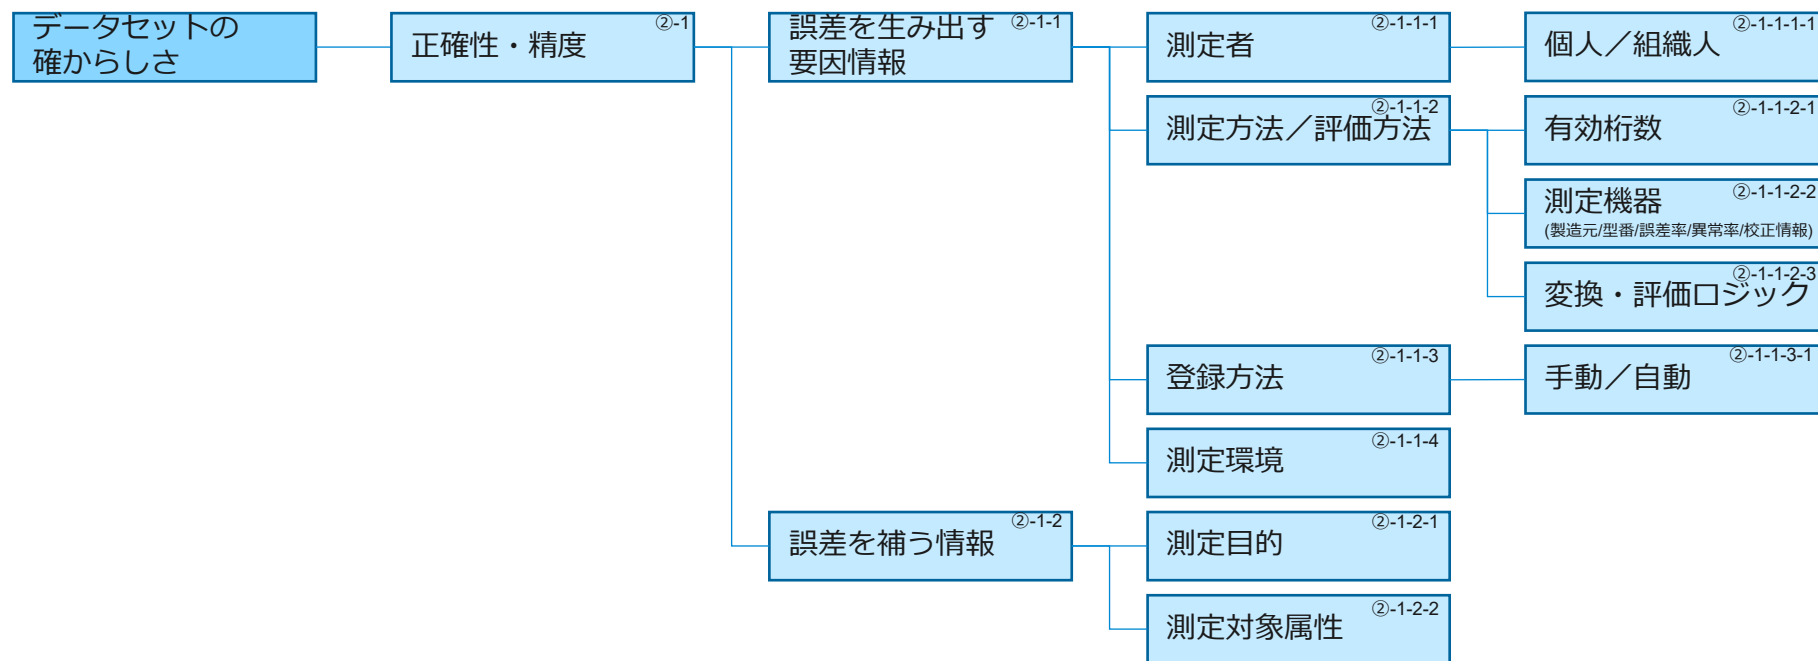 データセットの
確からしさ
正確性・精度
②-1
誤差を生み出す
要因情報
②-1-1
測定者
②-1-1-1
個人／組織人
②-1-1-1-1
測定方法／評価方法
②-1-1-2
有効桁数
②-1-1-2-1
測定機器
(製造元/型番/誤差率/異常率/校正情報)
②-1-1-2-2
変換・評価ロジック
②-1-1-2-3
登録方法
②-1-1-3
手動／自動
②-1-1-3-1
測定環境
②-1-1-4
誤差を補う情報
②-1-2
測定目的
②-1-2-1
測定対象属性
②-1-2-2